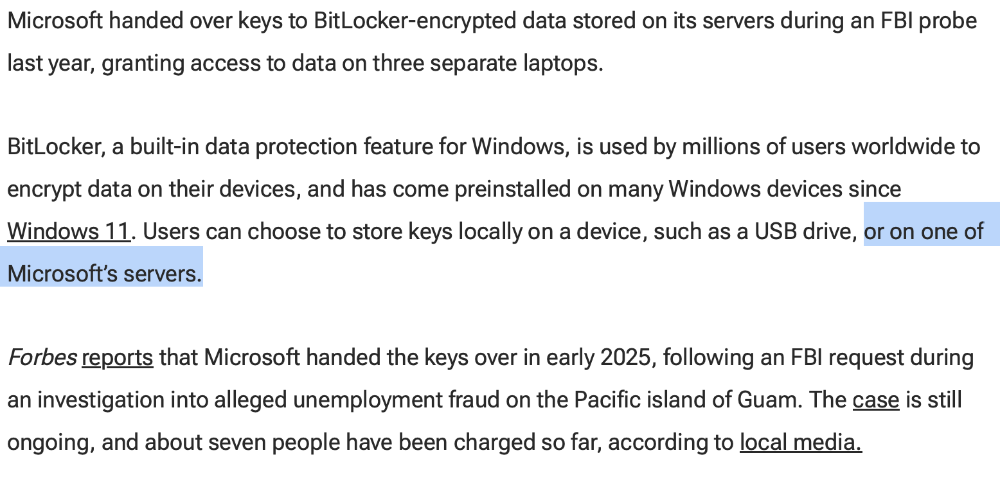 Microsoft handed over keys to BitLocker-encrypted data stored on its servers during an FBI probe
last year, granting access to data on three separate laptops.
BitLocker, a built-in data protection feature for Windows, is used by millions of users worldwide to
encrypt data on their devices, and has come preinstalled on many Windows devices since
Windows 11. Users can choose to store keys locally on a device, such as a USB drive, or on one of
Microsoft’s servers.
Forbes reports that Microsoft handed the keys over in early 2025, following an FBI request during
an investigation into alleged unemployment fraud on the Pacific island of Guam. The case is still
ongoing, and about seven people have been charged so far, according to local media.